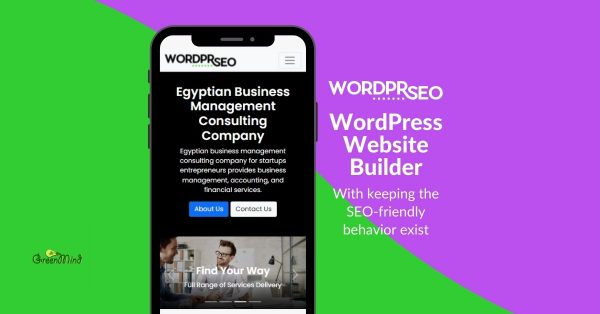 WORDPRSEO
Egyptian Business
Management
Consulting
Company
Egyptian business management
consulting company for startups
entrepreneurs provides business
management, accounting, and
financial services.
About Us
Contact Us
Find Your Way
Full Range of Services Delivery
GreenMind
WORDPRSEO
WordPress
Website
Builder
With keeping the
SEO-friendly
behavior exist